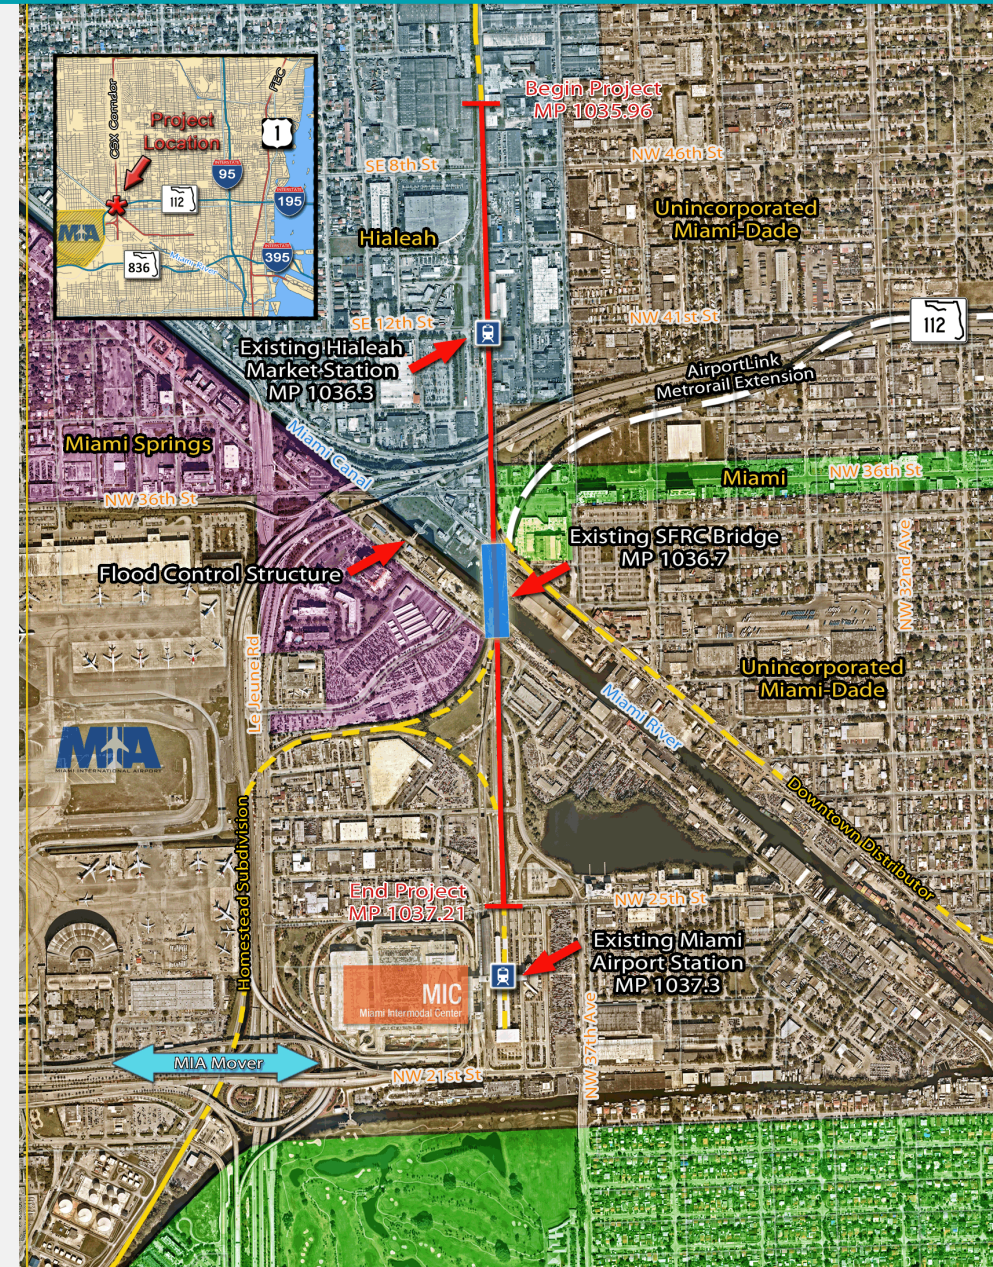 CSX Corridor
FEC
Project
Location
1
INTERSTATE
95
112
INTERSTATE
195
MIA
836
Miami River
INTERSTATE
395
Begin Project
MP 1035.96
SE 8th St
NW 46th St
Unincorporated
Miami-Dade
Hialeah
SE 12th St
NW 41st St
112
Existing Hialeah
Market Station
MP 1036.3
AirportLink
Metrorail Extension
Miami Springs
Miami Canal
Miami
NW 36th St
NW 36th St
Existing SFRC Bridge
MP 1036.7
Flood Control Structure
NW 32nd Ave
Le Jeune Rd
Unincorporated
Miami-Dade
Miami River
MIA
MIAMI INTERNATIONAL AIRPORT
Homestead Subdivision
Downtown Distributor
End Project
MP 1037.21
NW 25th St
Existing Miami
Airport Station
MP 1037.3
MIC
Miami Intermodal Center
NW 37th Ave
MIA Mover
NW 21st St